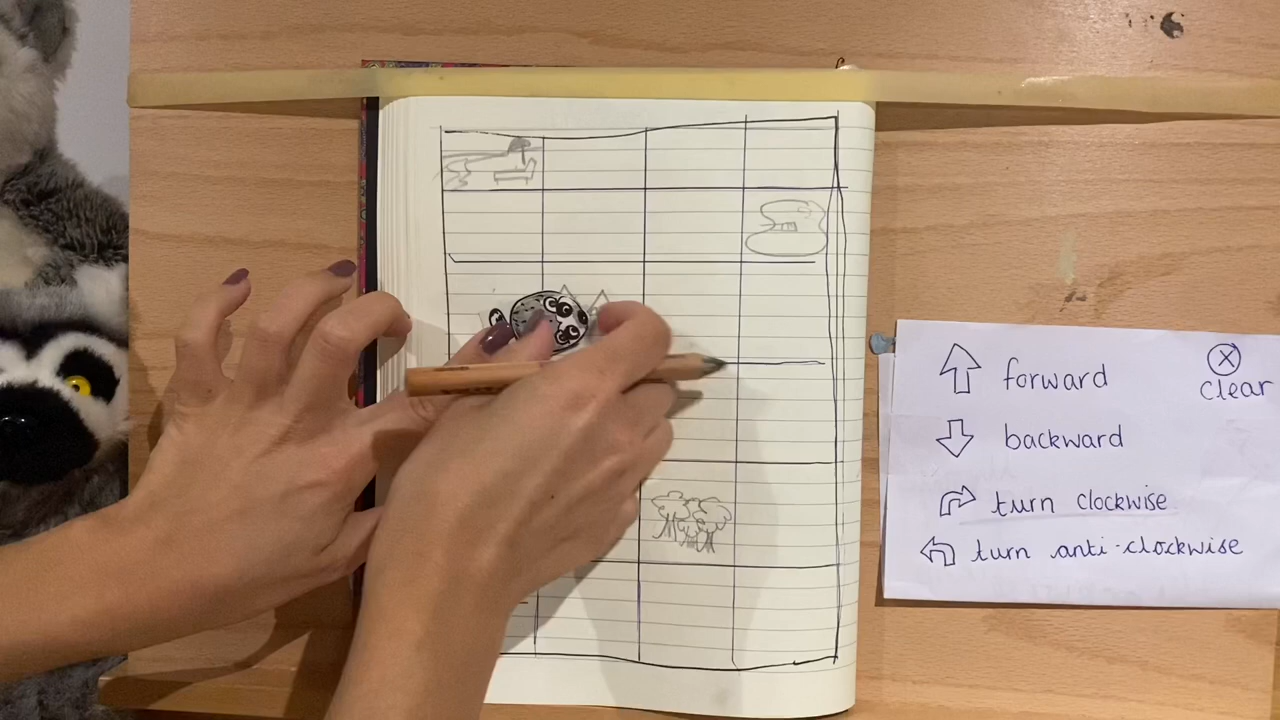 forward
clear
backward
turn clockwise
turn anti-clockwise